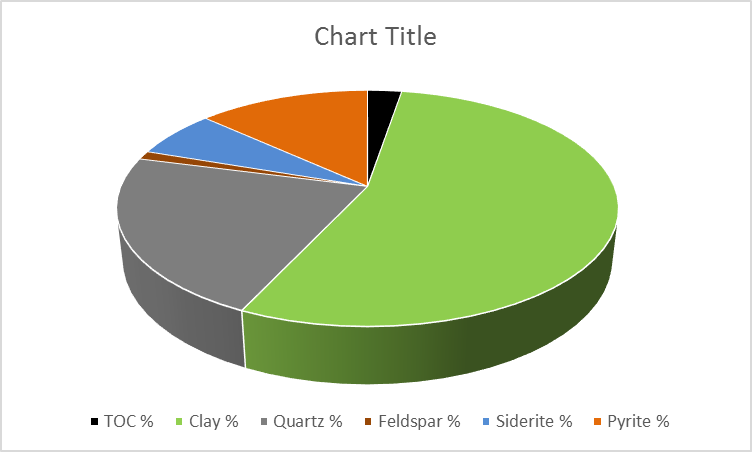 Chart Title
TOC % Clay % Quartz % Feldspar % Siderite % Pyrite %